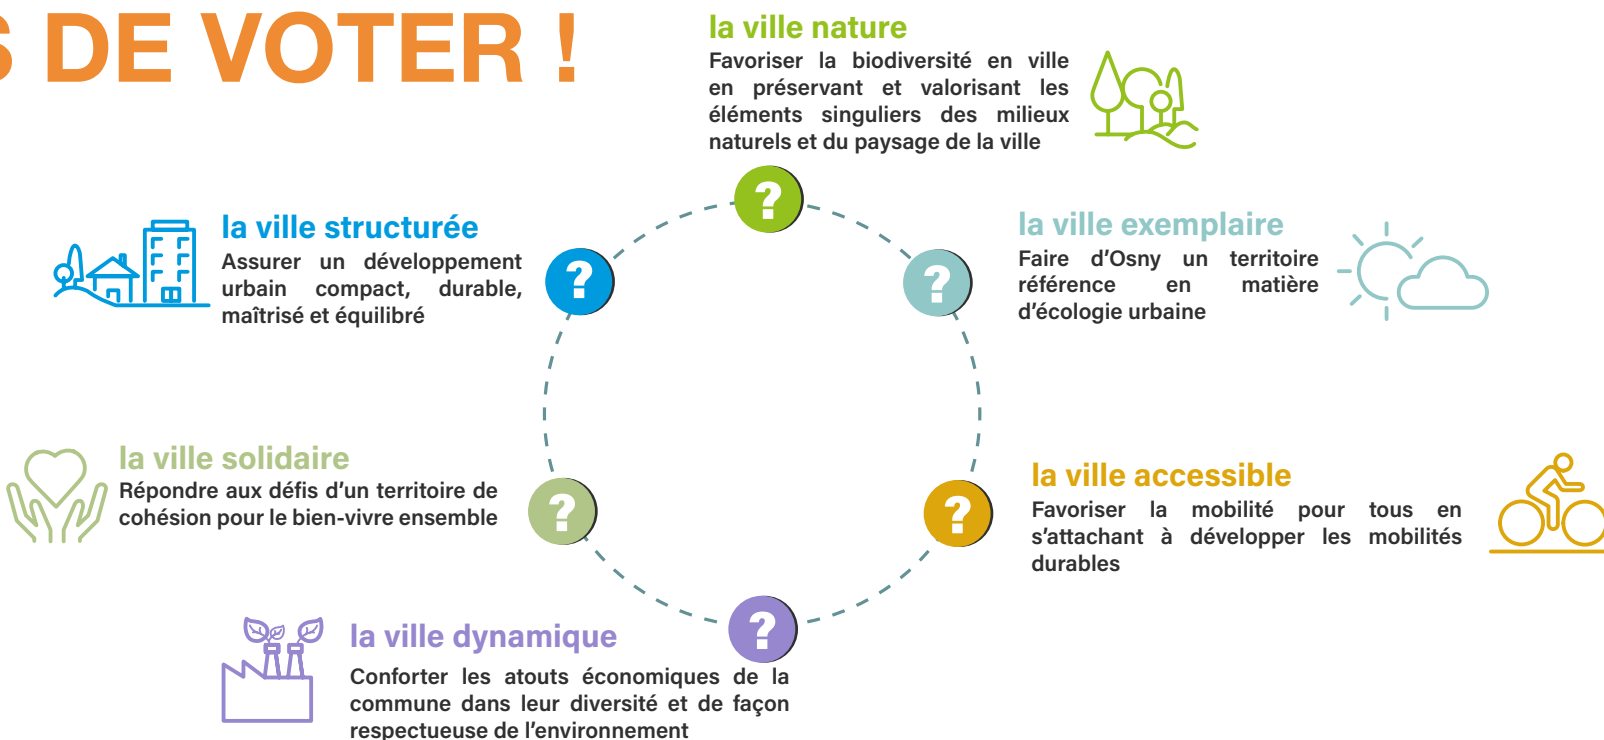 S DE VOTER !
la ville nature
Favoriser la biodiversité en ville
en préservant et valorisant les
éléments singuliers des milieux
naturels et du paysage de la ville
?
la ville structurée
Assurer un développement
urbain compact, durable,
maîtrisé et équilibré
?
?
la ville exemplaire
Faire d'Osny un territoire
référence en matière
d'écologie urbaine
la ville solidaire
Répondre aux défis d'un territoire de
cohésion pour le bien-vivre ensemble
?
?
la ville accessible
Favoriser la mobilité pour tous en
s'attachant à développer les mobilités
durables
?
la ville dynamique
Conforter les atouts économiques de la
commune dans leur diversité et de façon
respectueuse de l'environnement